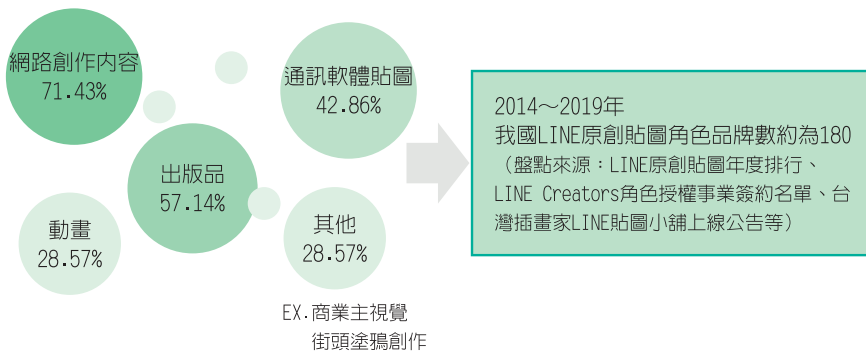 網路創作內容
71.43%
通訊軟體貼圖
42.86%
出版品
57.14%
動畫
28.57%
其他
28.57%
EX.商業主視覺
街頭塗鴉創作
2014～2019年
我國LINE原創貼圖角色品牌數約為180
（盤點來源：LINE原創貼圖年度排行、
LINE Creators角色授權事業簽約名單、台
灣插畫家LINE貼圖小舖上線公告等）